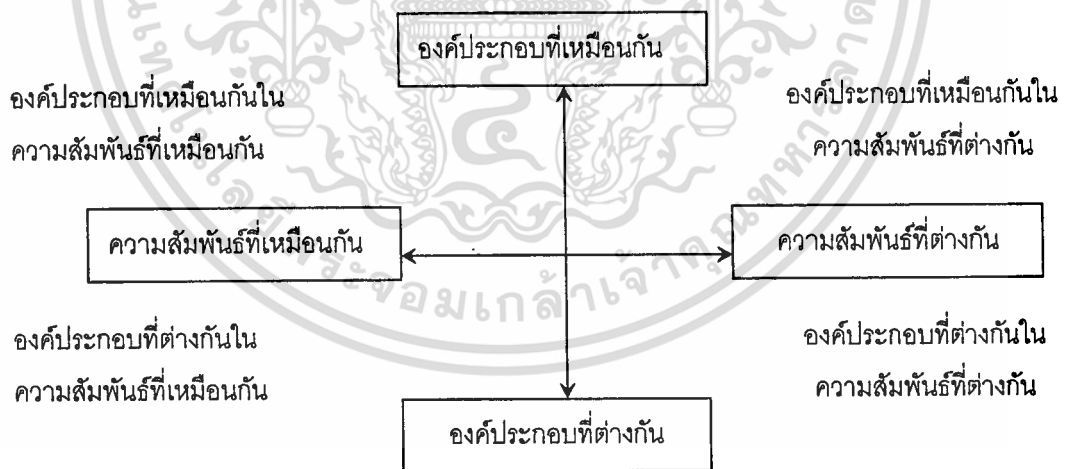 องค์ประกอบที่เหมือนกัน
องค์ประกอบที่เหมือนกันใน
ความสัมพันธ์ที่เหมือนกัน
องค์ประกอบที่เหมือนกันใน
ความสัมพันธ์ที่ต่างกัน
ความสัมพันธ์ที่เหมือนกัน
ความสัมพันธ์ที่ต่างกัน
องค์ประกอบที่ต่างกันใน
ความสัมพันธ์ที่เหมือนกัน
องค์ประกอบที่ต่างกันใน
ความสัมพันธ์ที่ต่างกัน
องค์ประกอบที่ต่างกัน